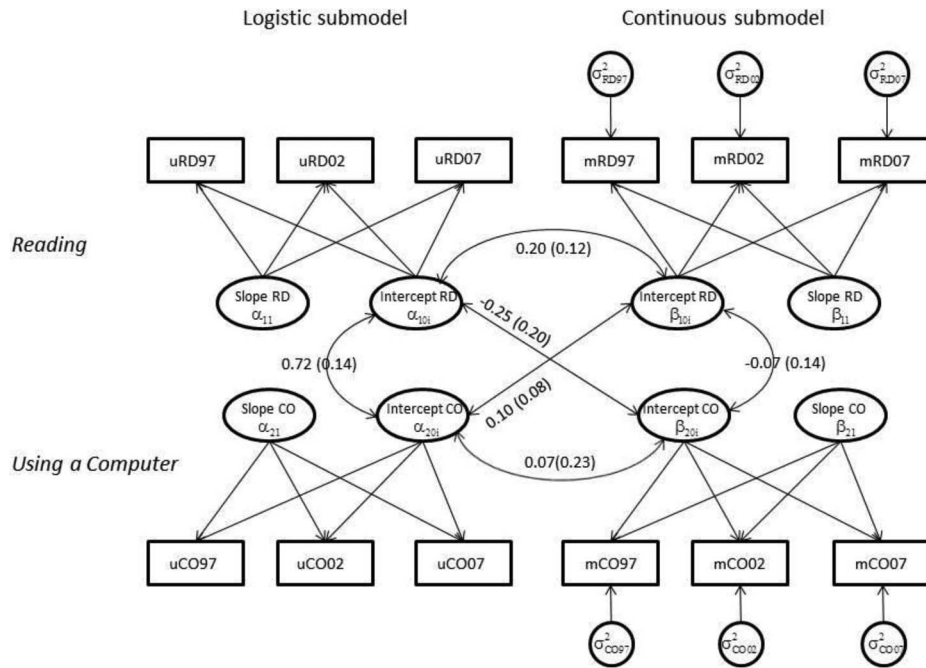 Logistic submodel Continuous submodel
σ²RD97 σ²RD02 σ²RD07
uRD97 uRD02 uRD07 mRD97 mRD02 mRD07
Reading
0.20 (0.12)
Slope RD Intercept RD Intercept RD Slope RD
α11 α10i β10i β11
-0.25 (0.20)
0.72 (0.14) -0.07 (0.14)
0.10 (0.08)
Slope CO Intercept CO Intercept CO Slope CO
α21 α20i β20i β21
Using a Computer
0.07(0.23)
uCO97 uCO02 uCO07 mCO97 mCO02 mCO07
σ²CO97 σ²CO02 σ²CO07